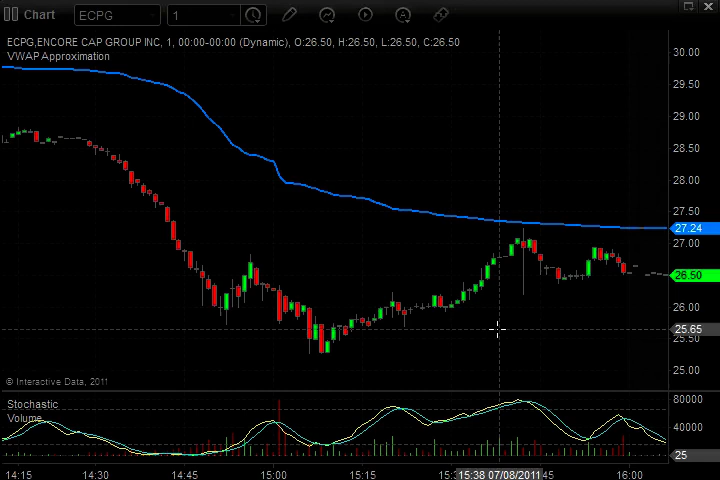 Chart ECPG 1
ECPG,ENCORE CAP GROUP INC, 1, 00:00-00:00 (Dynamic), O:26.50, H:26.50, L:26.50, C:26.50
VWAP Approximation
30.00
29.50
29.00
28.50
28.00
27.50
27.24
27.00
26.50
26.00
25.65
25.50
25.00
© Interactive Data, 2011
Stochastic
Volume
80000
40000
25
14:15 14:30 14:45 15:00 15:15 15:38 07/08/2011 16:00